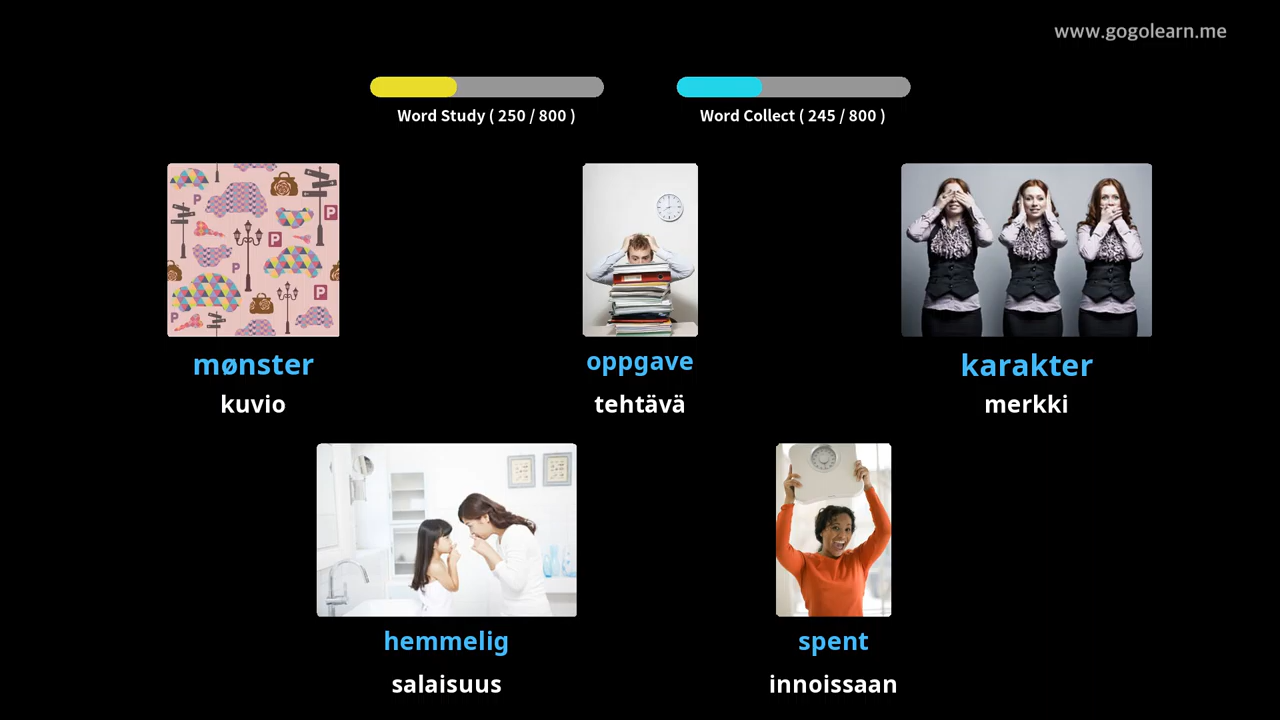 www.gogolearn.me
Word Study ( 250 / 800 )
Word Collect ( 245 / 800 )
mønster
kuvio
oppgave
tehtävä
karakter
merkki
hemmelig
salaisuus
spent
innoissaan